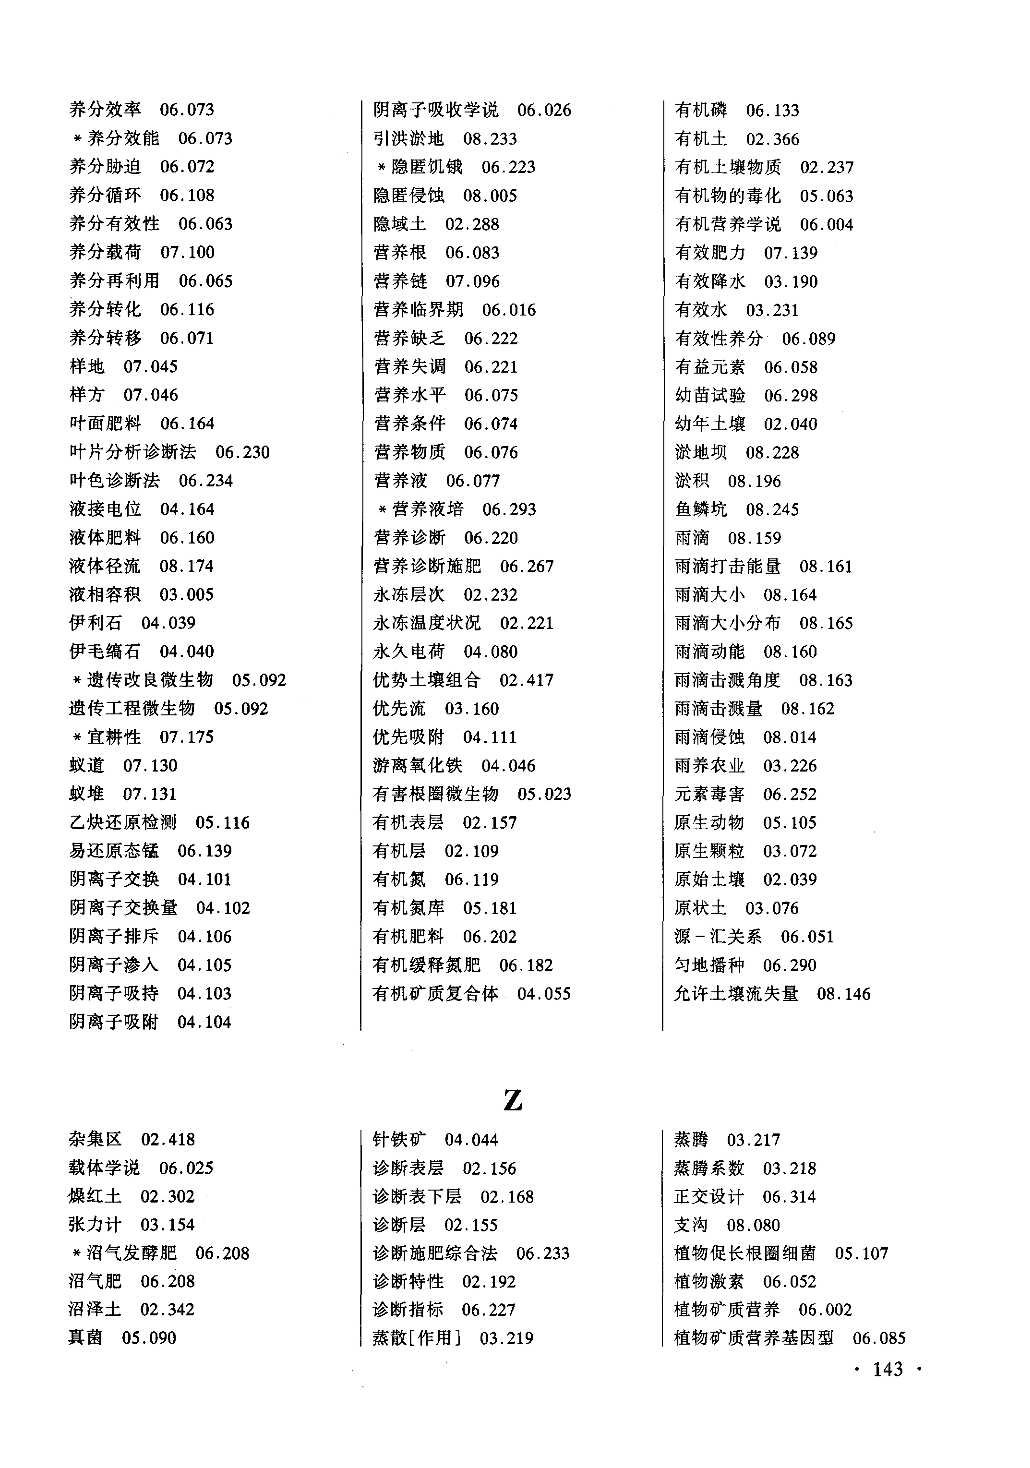 养分效率 06.073
*养分效能 06.073
养分胁迫 06.072
养分循环 06.108
养分有效性 06.063
养分载荷 07.100
养分再利用 06.065
养分转化 06.116
养分转移 06.071
样地 07.045
样方 07.046
叶面肥料 06.164
叶片分析诊断法 06.230
叶色诊断法 06.234
液接电位 04.164
液体肥料 06.160
液体径流 08.174
液相容积 03.005
伊利石 04.039
伊毛缟石 04.040
*遗传改良微生物 05.092
遗传工程微生物 05.092
*宜耕性 07.175
蚁道 07.130
蚁堆 07.131
乙炔还原检测 05.116
易还原态锰 06.139
阴离子交换 04.101
阴离子交换量 04.102
阴离子排斥 04.106
阴离子渗入 04.105
阴离子吸持 04.103
阴离子吸附 04.104
阴离子吸收学说 06.026
引洪淤地 08.233
*隐匿饥饿 06.223
隐匿侵蚀 08.005
隐域土 02.288
营养根 06.083
营养链 07.096
营养临界期 06.016
营养缺乏 06.222
营养失调 06.221
营养水平 06.075
营养条件 06.074
营养物质 06.076
营养液 06.077
*营养液培 06.293
营养诊断 06.220
营养诊断施肥 06.267
永冻层次 02.232
永冻温度状况 02.221
永久电荷 04.080
优势土壤组合 02.417
优先流 03.160
优先吸附 04.111
游离氧化铁 04.046
有害根圈微生物 05.023
有机表层 02.157
有机层 02.109
有机氮 06.119
有机氮库 05.181
有机肥料 06.202
有机缓释氮肥 06.182
有机矿质复合体 04.055
有机磷 06.133
有机土 02.366
有机土壤物质 02.237
有机物的毒化 05.063
有机营养学说 06.004
有效肥力 07.139
有效降水 03.190
有效水 03.231
有效性养分 06.089
有益元素 06.058
幼苗试验 06.298
幼年土壤 02.040
淤地坝 08.228
淤积 08.196
鱼鳞坑 08.245
雨滴 08.159
雨滴打击能量 08.161
雨滴大小 08.164
雨滴大小分布 08.165
雨滴动能 08.160
雨滴击溅角度 08.163
雨滴击溅量 08.162
雨滴侵蚀 08.014
雨养农业 03.226
元素毒害 06.252
原生动物 05.105
原生颗粒 03.072
原始土壤 02.039
原状土 03.076
源-汇关系 06.051
匀地播种 06.290
允许土壤流失量 08.146
Z
杂集区 02.418
载体学说 06.025
燥红土 02.302
张力计 03.154
*沼气发酵肥 06.208
沼气肥 06.208
沼泽土 02.342
真菌 05.090
针铁矿 04.044
诊断表层 02.156
诊断表下层 02.168
诊断层 02.155
诊断施肥综合法 06.233
诊断特性 02.192
诊断指标 06.227
蒸散[作用] 03.219
蒸腾 03.217
蒸腾系数 03.218
正交设计 06.314
支沟 08.080
植物促长根圈细菌 05.107
植物激素 06.052
植物矿质营养 06.002
植物矿质营养基因型 06.085
· 143 ·